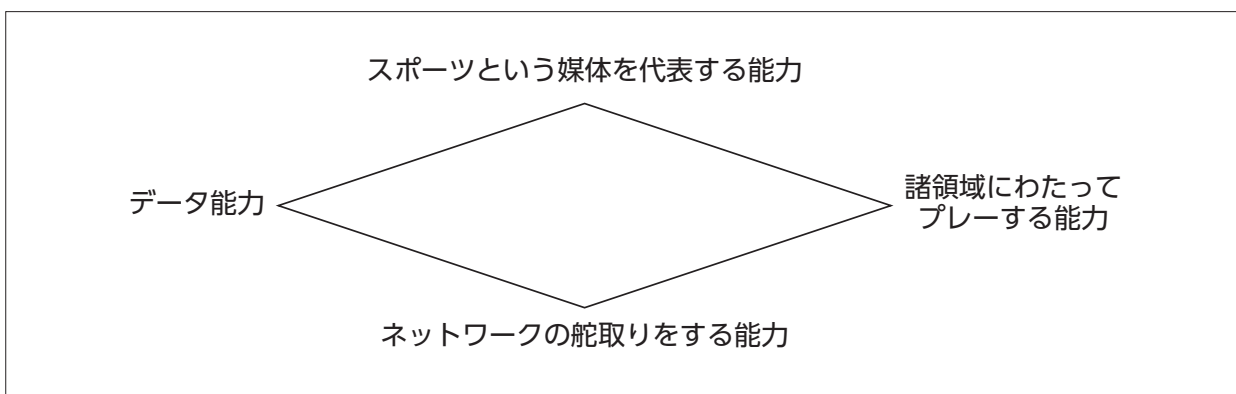 スポーツという媒体を代表する能力
データ能力
諸領域にわたって
プレーする能力
ネットワークの舵取りをする能力